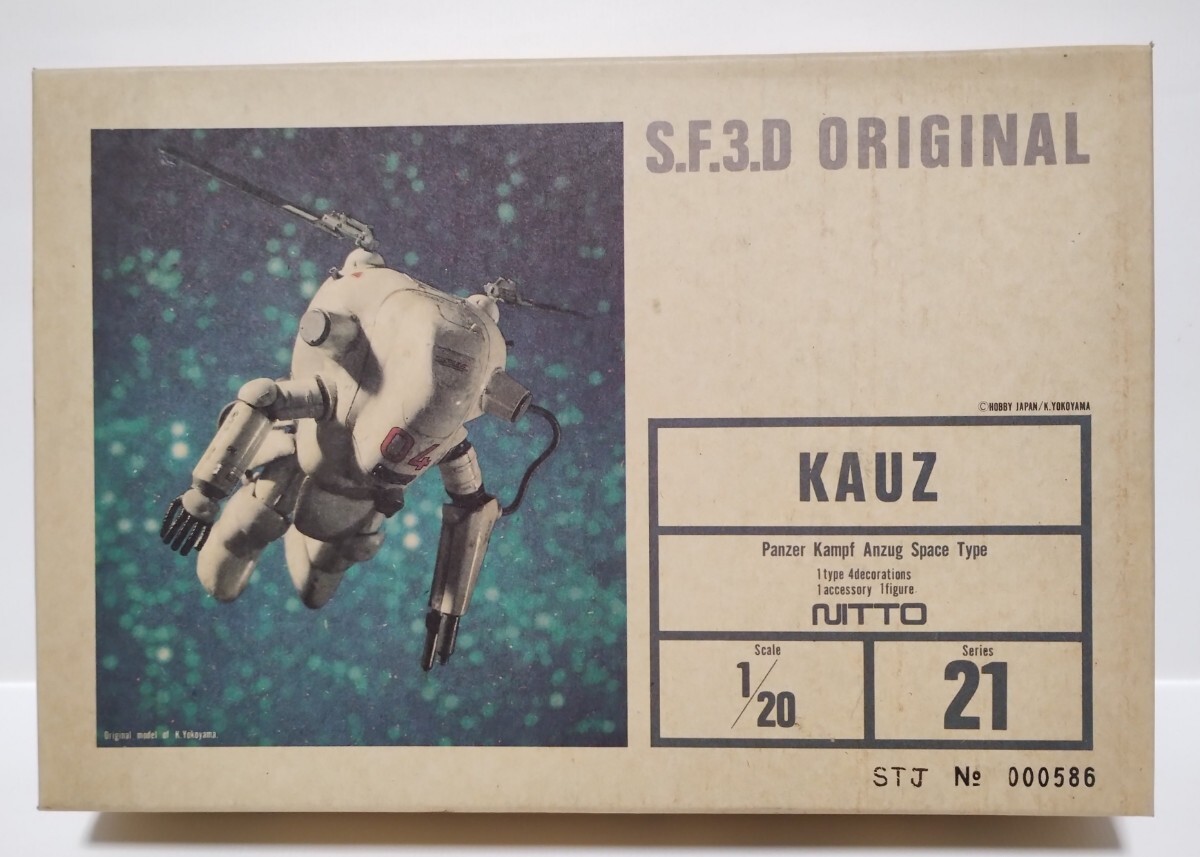 S.F.3.D ORIGINAL
©HOBBY JAPAN/K.YOKOYAMA
KAUZ
Panzer Kampf Anzug Space Type
1type 4decorations
1accessory 1figure
NITTO
Scale
1/20
Series
21
STJ № 000586
04
Original model of K.Yokoyama